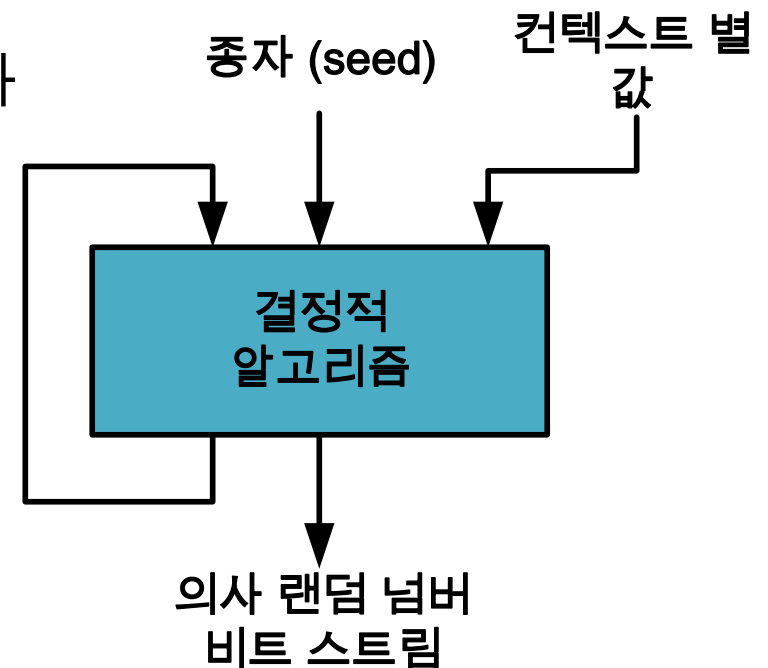 종자 (seed)
컨텍스트 별
값
결정적
알고리즘
의사 랜덤 넘버
비트 스트림